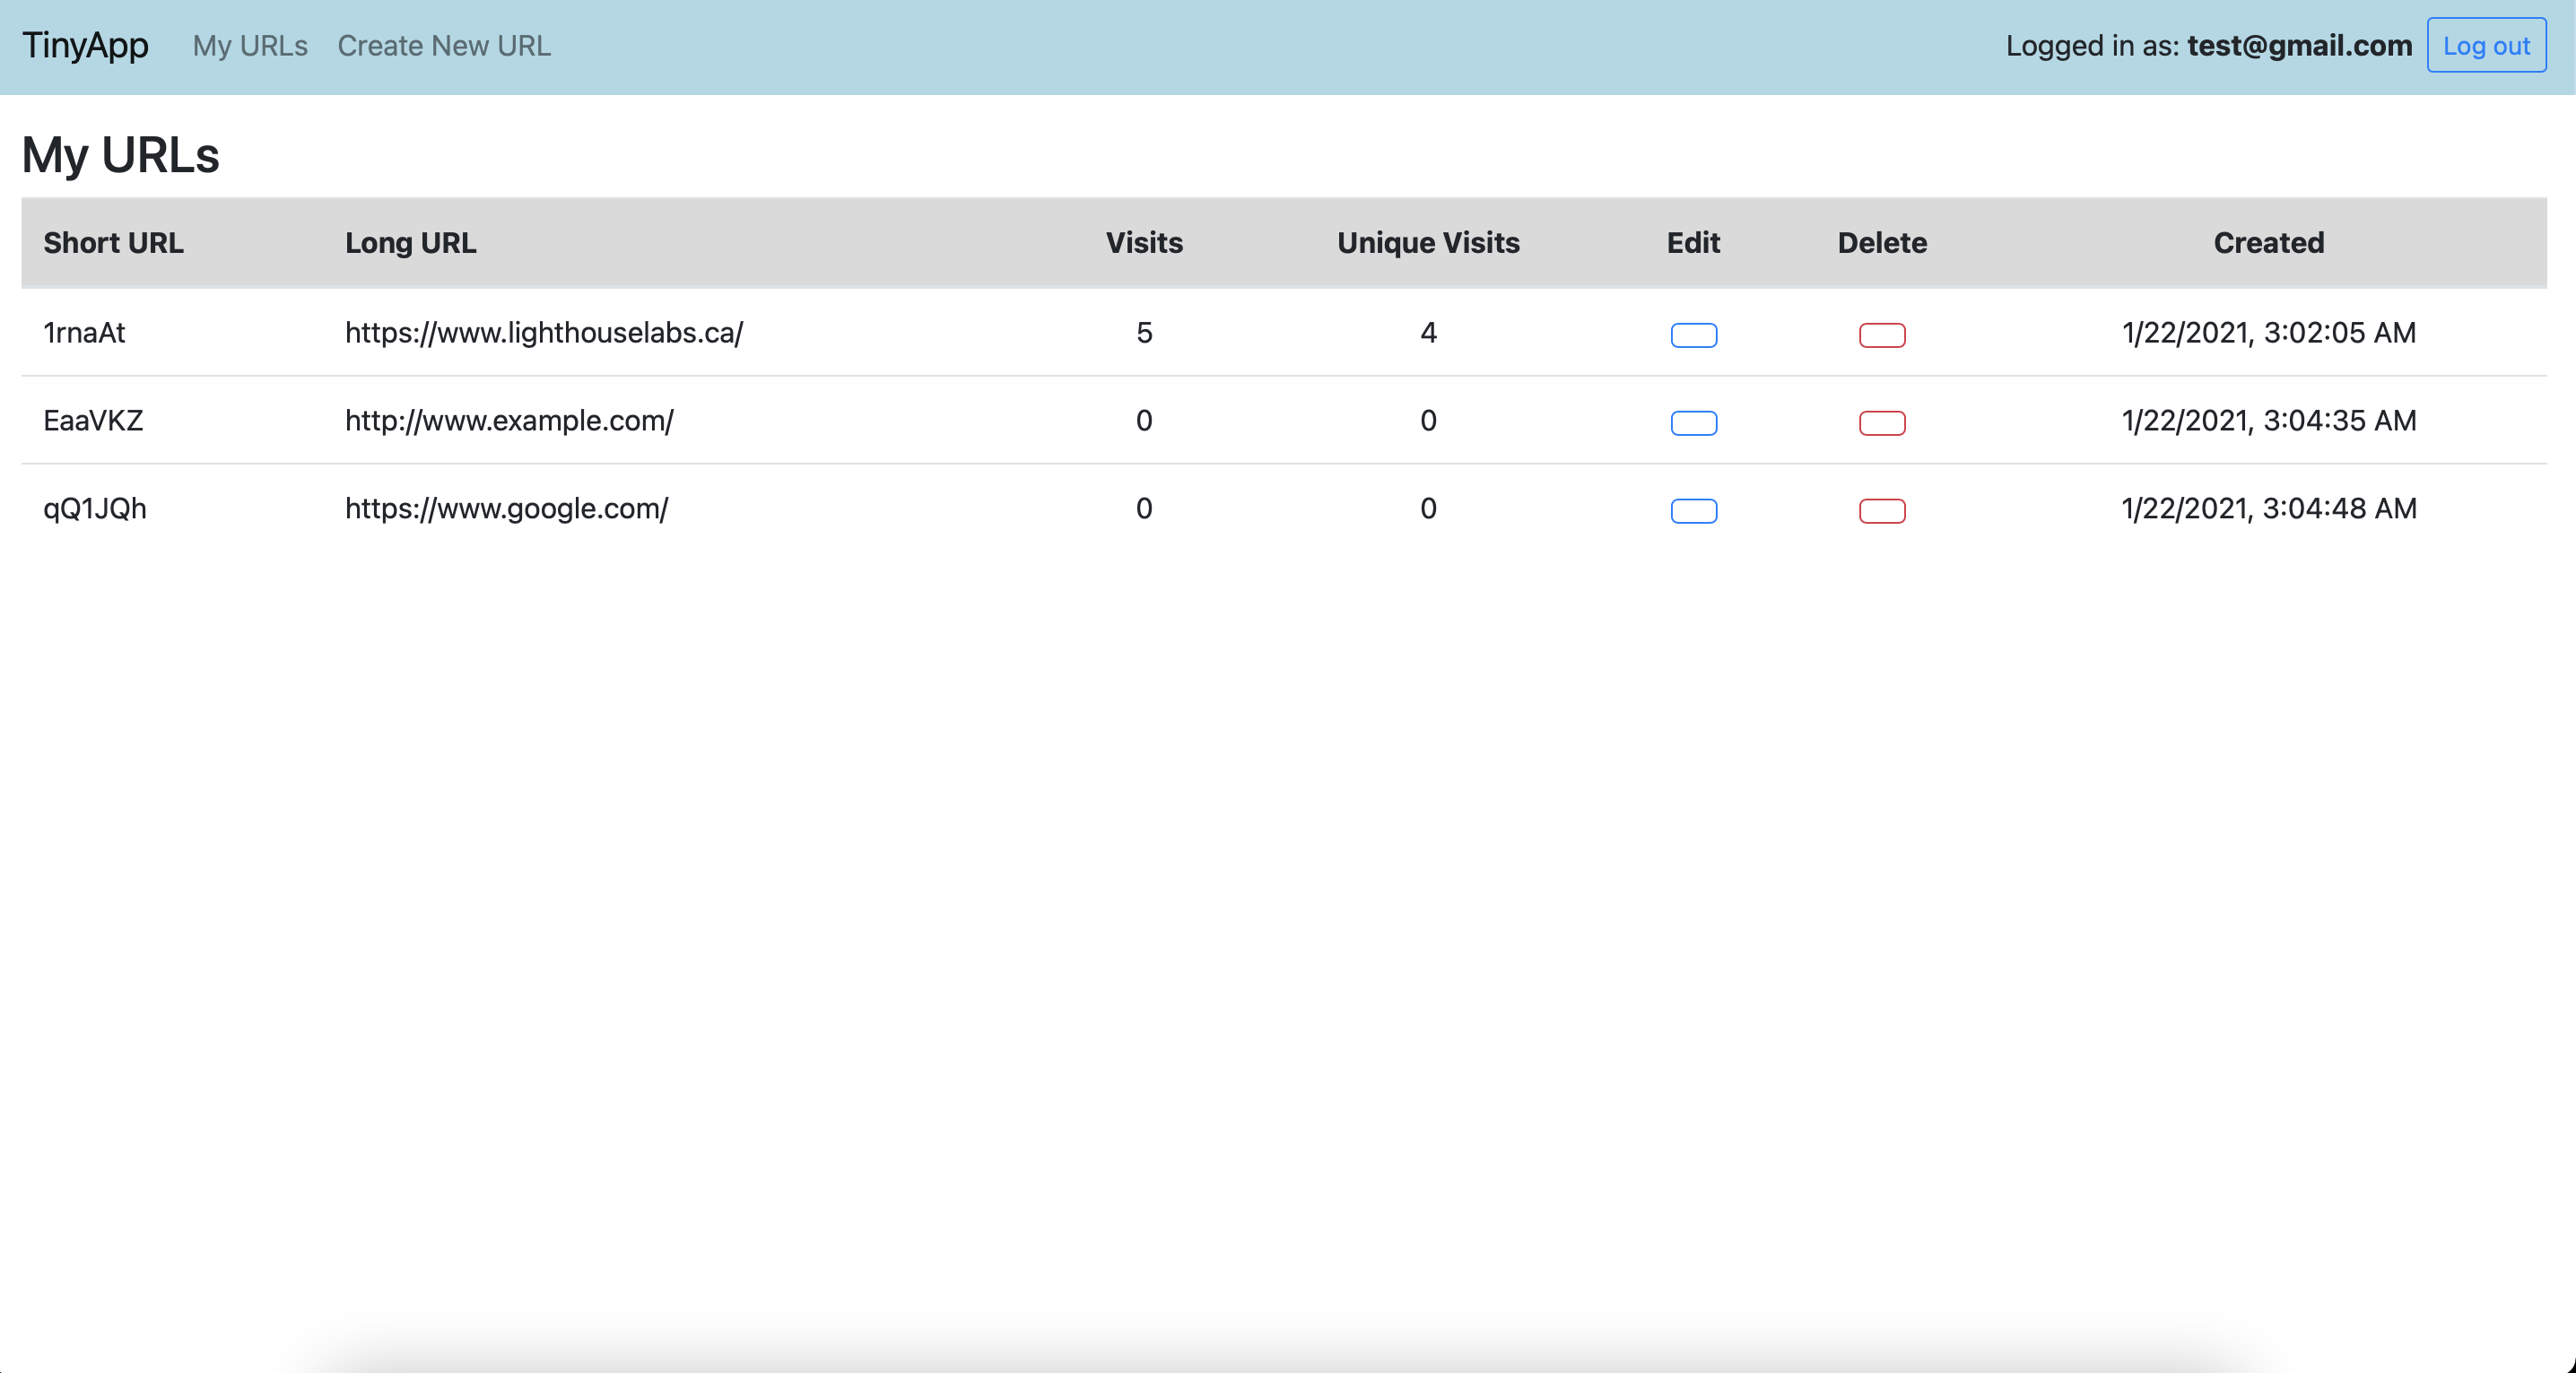 TinyApp My URLs Create New URL Logged in as: test@gmail.com Log out
My URLs
Short URL Long URL Visits Unique Visits Edit Delete Created
1rnaAt https://www.lighthouselabs.ca/ 5 4 1/22/2021, 3:02:05 AM
EaaVKZ http://www.example.com/ 0 0 1/22/2021, 3:04:35 AM
qQ1JQh https://www.google.com/ 0 0 1/22/2021, 3:04:48 AM